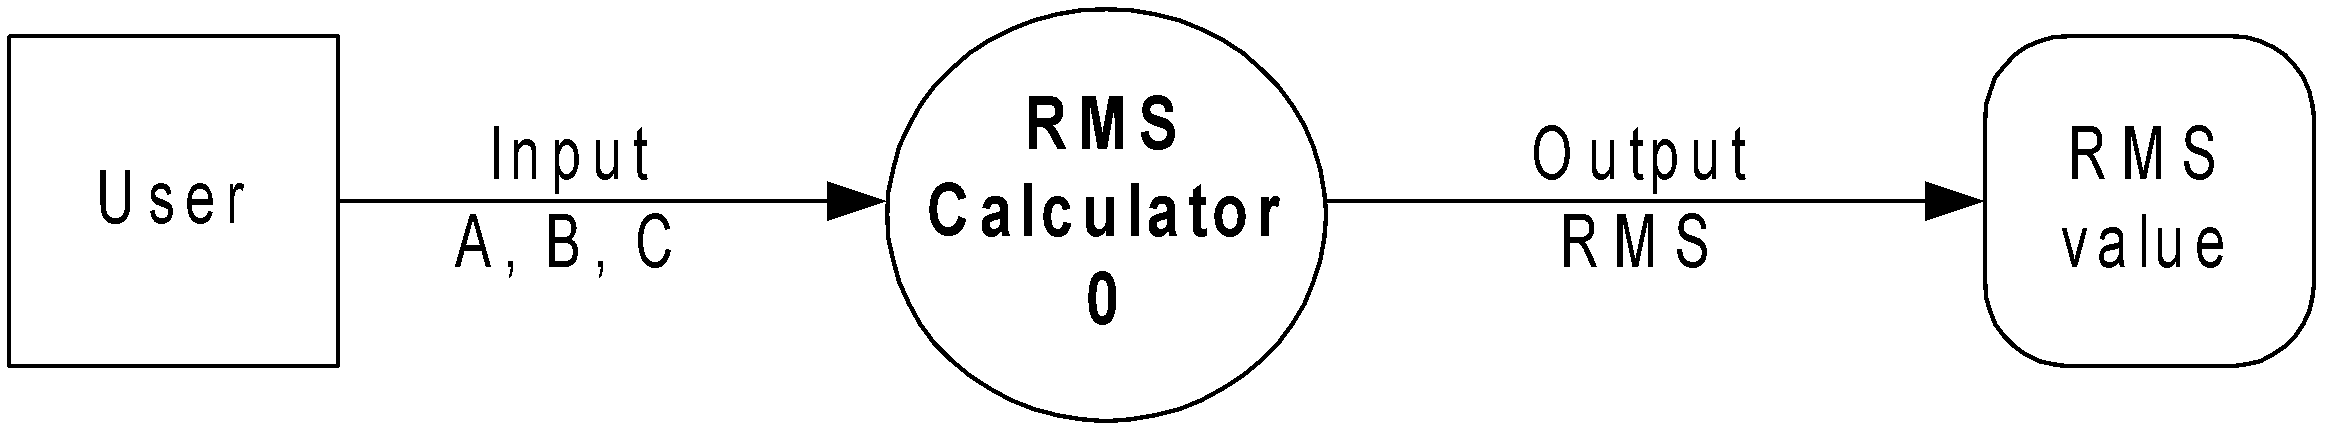 User
Input
A, B, C
RMS
Calculator
0
Output
RMS
RMS
value